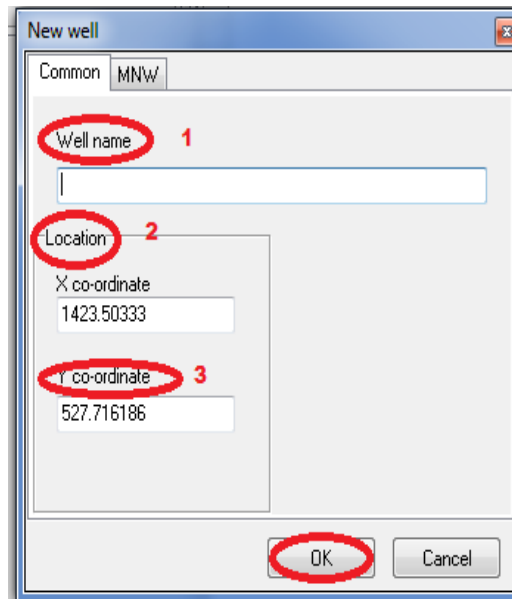 New well
Common MNW
Well name 1
Location 2
X co-ordinate
1423.50333
Y co-ordinate 3
527.716186
OK Cancel